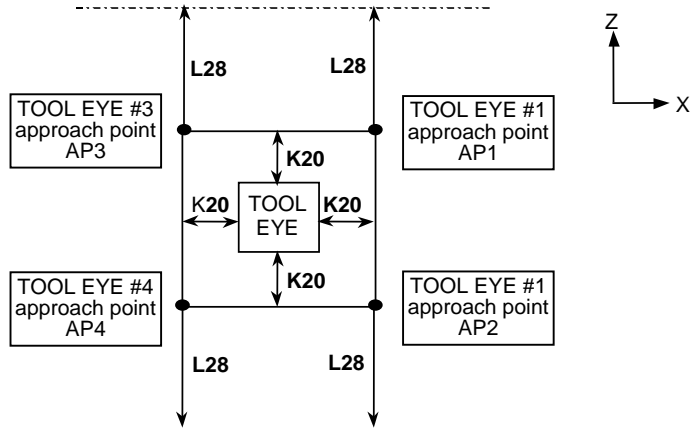 Z
X
L28
L28
TOOL EYE #3
approach point
AP3
TOOL EYE #1
approach point
AP1
K20
K20
TOOL
EYE
K20
K20
TOOL EYE #4
approach point
AP4
TOOL EYE #1
approach point
AP2
L28
L28